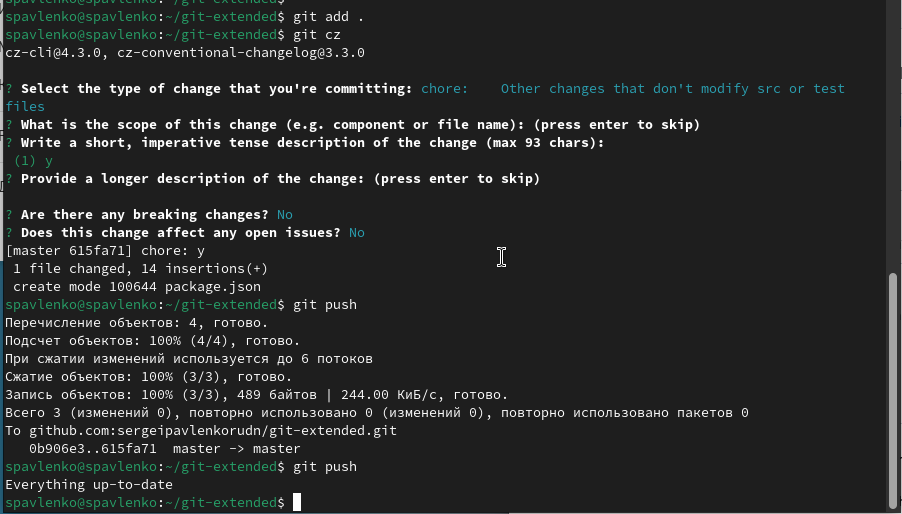 spavlenko@spavlenko:~/git-extended$ git add .
spavlenko@spavlenko:~/git-extended$ git cz
cz-cli@4.3.0, cz-conventional-changelog@3.3.0
? Select the type of change that you're committing: chore:    Other changes that don't modify src or test
files
? What is the scope of this change (e.g. component or file name): (press enter to skip)
? Write a short, imperative tense description of the change (max 93 chars):
 (1) y
? Provide a longer description of the change: (press enter to skip)
? Are there any breaking changes? No
? Does this change affect any open issues? No
[master 615fa71] chore: y
 1 file changed, 14 insertions(+)
 create mode 100644 package.json
spavlenko@spavlenko:~/git-extended$ git push
Перечисление объектов: 4, готово.
Подсчет объектов: 100% (4/4), готово.
При сжатии изменений используется до 6 потоков
Сжатие объектов: 100% (3/3), готово.
Запись объектов: 100% (3/3), 489 байтов | 244.00 КиБ/с, готово.
Всего 3 (изменений 0), повторно использовано 0 (изменений 0), повторно использовано пакетов 0
To github.com:sergeipavlenkorudn/git-extended.git
   0b906e3..615fa71  master -> master
spavlenko@spavlenko:~/git-extended$ git push
Everything up-to-date
spavlenko@spavlenko:~/git-extended$